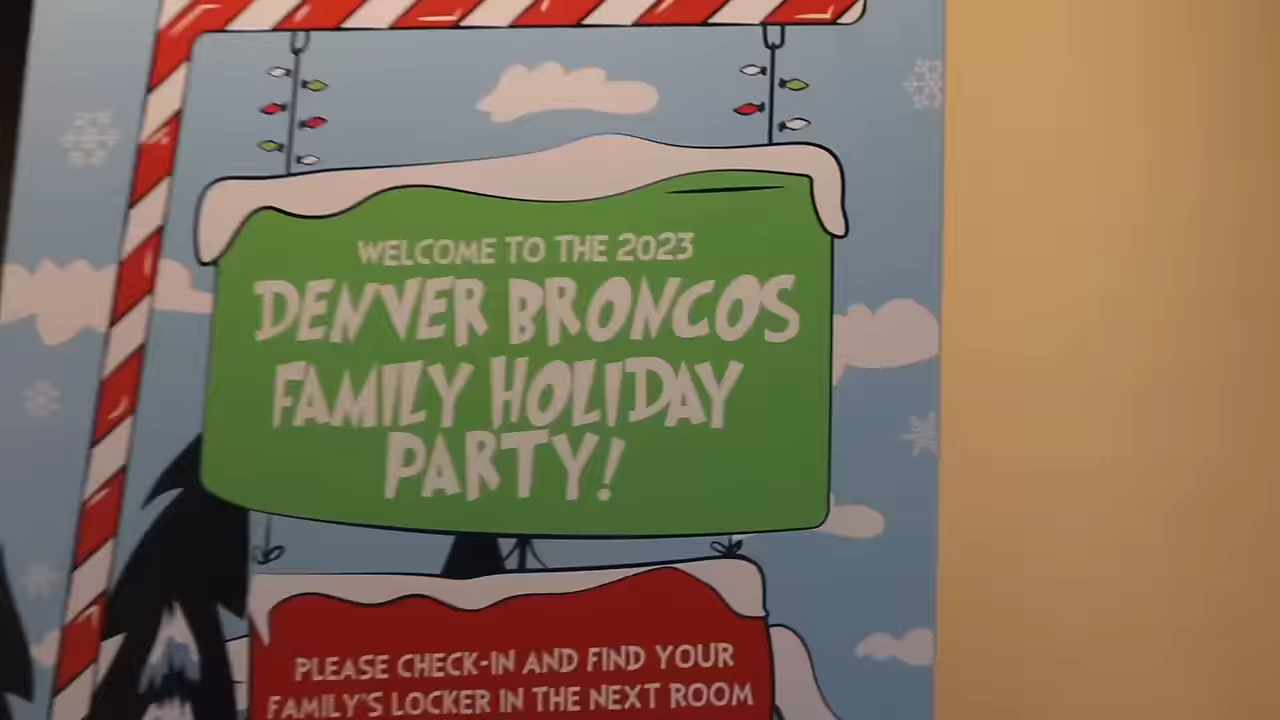 WELCOME TO THE 2023
DENVER BRONCOS
FAMILY HOLIDAY
PARTY!
PLEASE CHECK-IN AND FIND YOUR
FAMILY'S LOCKER IN THE NEXT ROOM